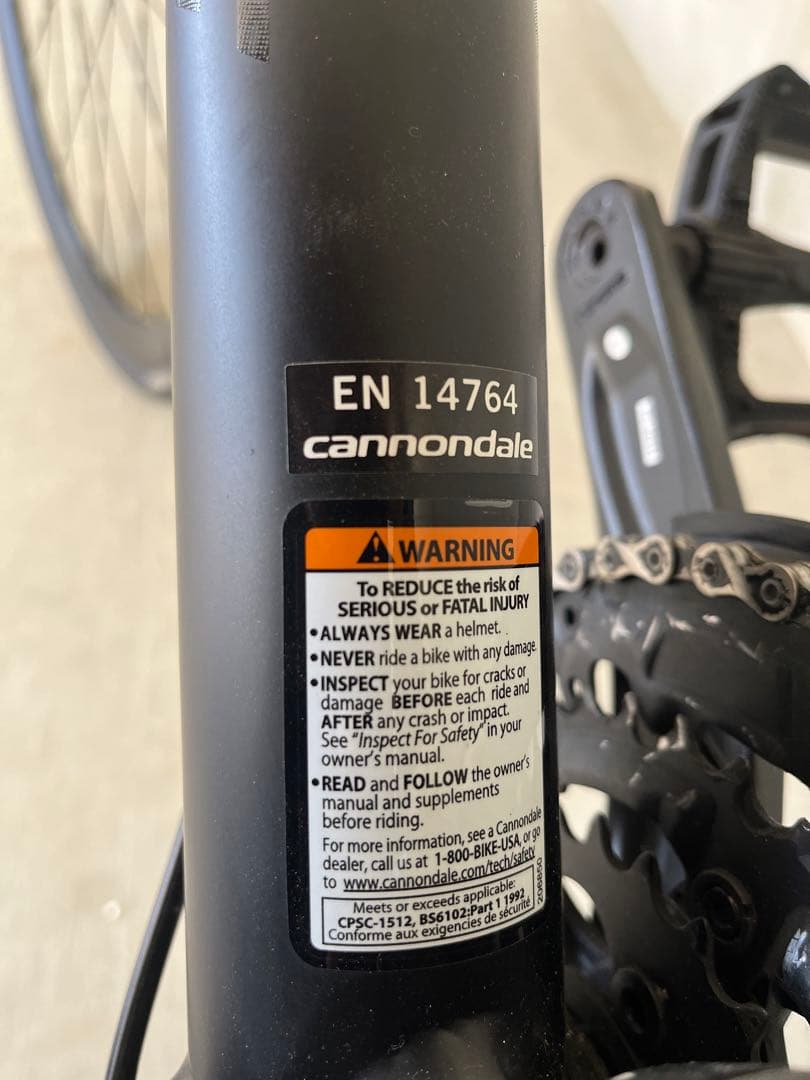 EN 14764
cannondale
WARNING
To REDUCE the risk of
SERIOUS or FATAL INJURY
•ALWAYS WEAR a helmet.
•NEVER ride a bike with any damage.
•INSPECT your bike for cracks or
damage BEFORE each ride and
AFTER any crash or impact.
See "Inspect For Safety" in your
owner's manual.
•READ and FOLLOW the owner's
manual and supplements
before riding.
For more information, see a Cannondale
dealer, call us at 1-800-BIKE-USA, or go
to www.cannondale.com/tech/safety
Meets or exceeds applicable:
CPSC-1512, BS6102:Part 1 1992
Conforme aux exigencies de sécurité
206850